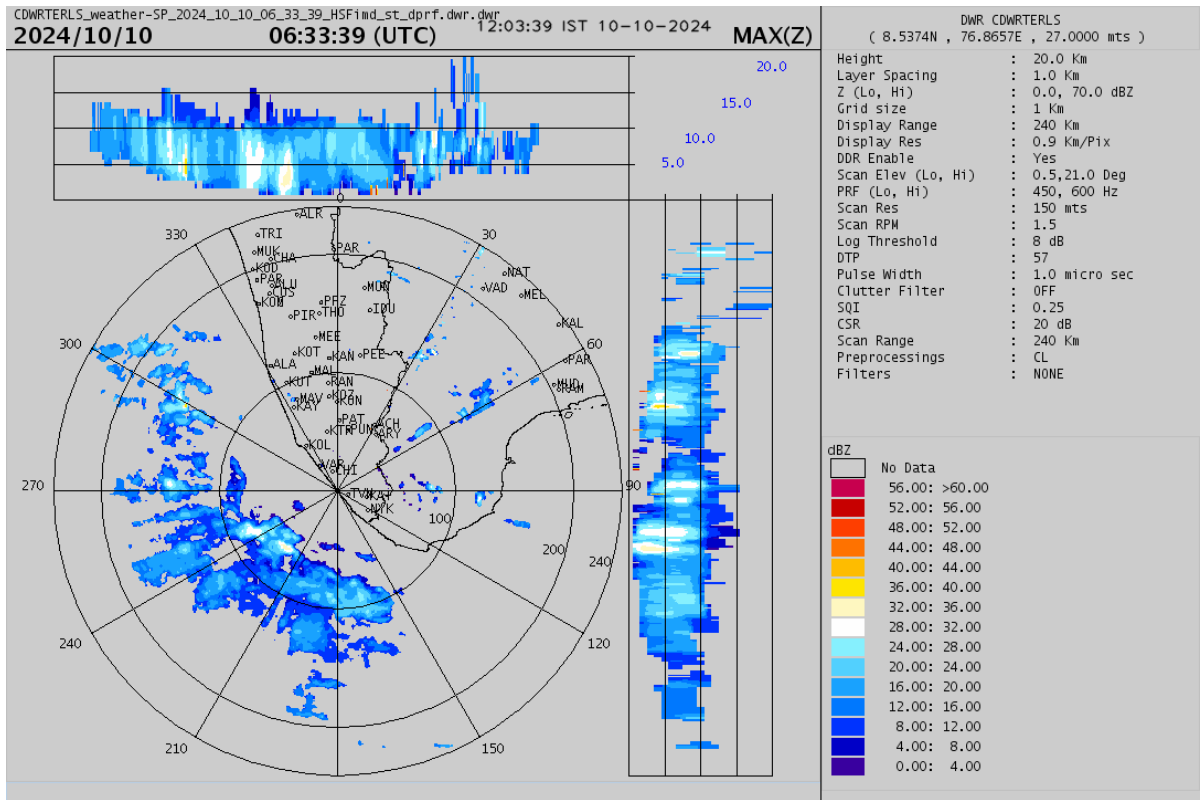 CDWRTERLS_weather-SP_2024_10_10_06_33_39_HSFimd_st_dprf.dwr.dwr
12:03:39 IST 10-10-2024
2024/10/10 06:33:39 (UTC) MAX(Z)
20.0
15.0
10.0
5.0
0
ALR
330
TRI
30
MUK
PAR
CHA
KOD
NAT
PAR
VAD
MUN
MEL
KOM
PFZ
PIR
THO
IDU
KAL
MEE
300
60
KOT
KAN
PEE
PAR
ALA
MAL
KUT
RAN
MUD
RAM
MAV
KOZ
KAY
KON
PAT
ACH
KTR
PUN
ARY
KOL
VAR
CHI
270
90
TVM
KAT
NYK
100
200
240
240
120
210
150
DWR CDWRTERLS
( 8.5374N , 76.8657E , 27.0000 mts )
Height : 20.0 Km
Layer Spacing : 1.0 Km
Z (Lo, Hi) : 0.0, 70.0 dBZ
Grid size : 1 Km
Display Range : 240 Km
Display Res : 0.9 Km/Pix
DDR Enable : Yes
Scan Elev (Lo, Hi) : 0.5,21.0 Deg
PRF (Lo, Hi) : 450, 600 Hz
Scan Res : 150 mts
Scan RPM : 1.5
Log Threshold : 8 dB
DTP : 57
Pulse Width : 1.0 micro sec
Clutter Filter : OFF
SQI : 0.25
CSR : 20 dB
Scan Range : 240 Km
Preprocessings : CL
Filters : NONE
dBZ
No Data
56.00: >60.00
52.00: 56.00
48.00: 52.00
44.00: 48.00
40.00: 44.00
36.00: 40.00
32.00: 36.00
28.00: 32.00
24.00: 28.00
20.00: 24.00
16.00: 20.00
12.00: 16.00
8.00: 12.00
4.00: 8.00
0.00: 4.00